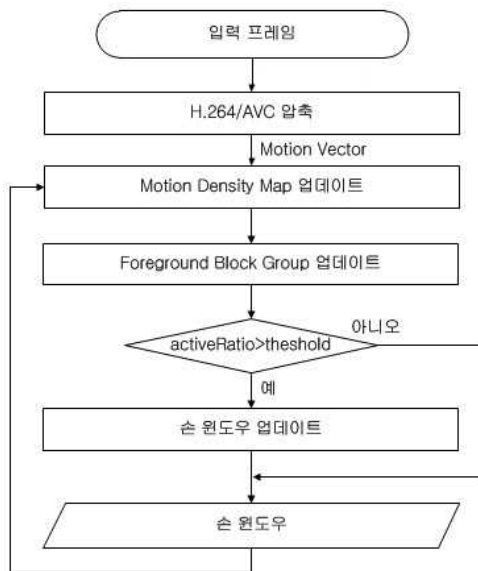 입력 프레임
H.264/AVC 압축
Motion Vector
Motion Density Map 업데이트
Foreground Block Group 업데이트
아니오
activeRatio>theshold
예
손 윈도우 업데이트
손 윈도우